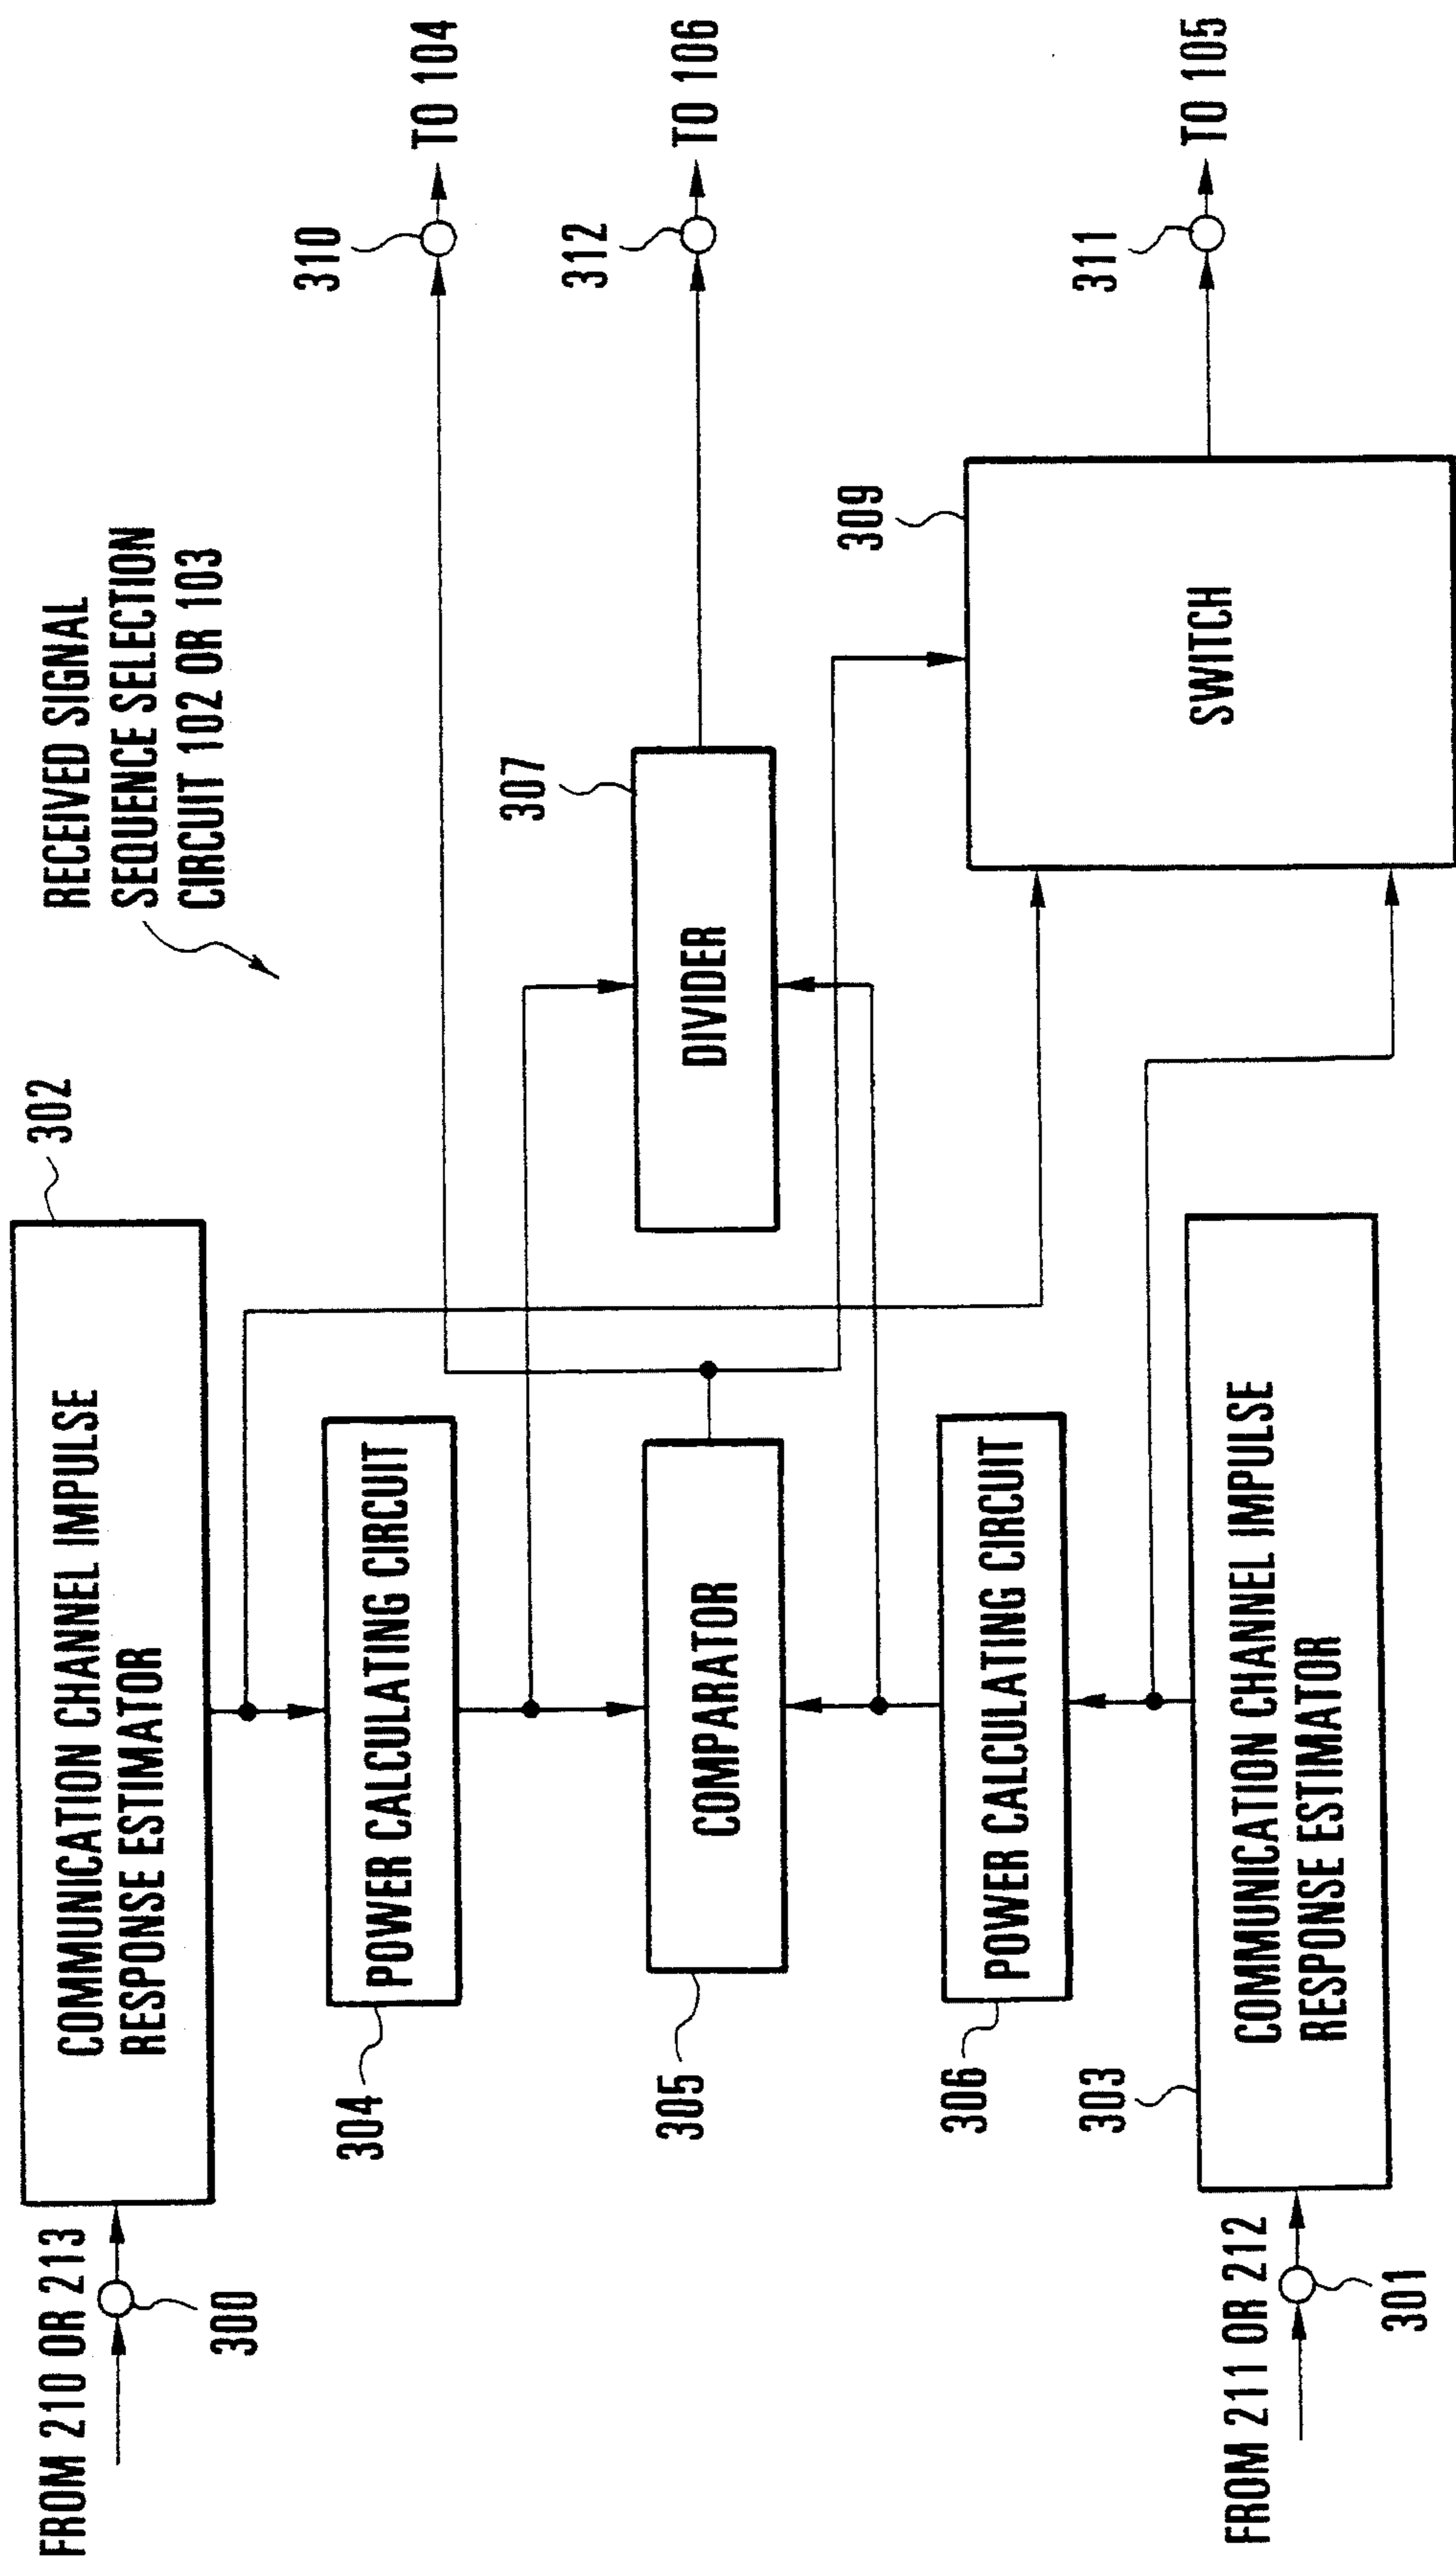 RECEIVED SIGNAL
SEQUENCE SELECTION
CIRCUIT 102 OR 103
FROM 210 OR 213
300
COMMUNICATION CHANNEL IMPULSE
RESPONSE ESTIMATOR
302
304
POWER CALCULATING CIRCUIT
310
TO 104
305
COMPARATOR
307
DIVIDER
312
TO 106
306
POWER CALCULATING CIRCUIT
309
SWITCH
311
TO 105
303
COMMUNICATION CHANNEL IMPULSE
RESPONSE ESTIMATOR
FROM 211 OR 212
301